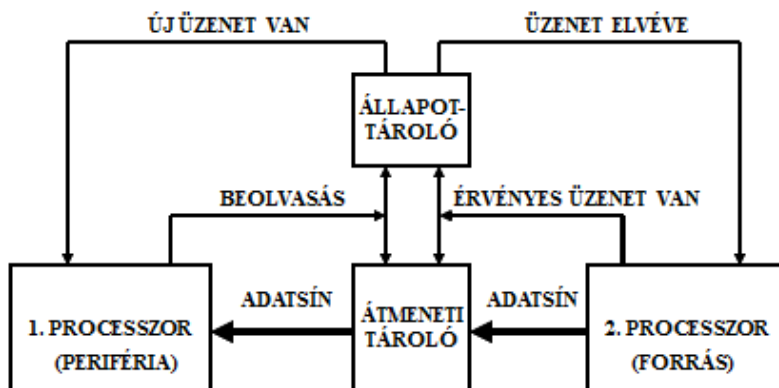 ÚJ ÜZENET VAN
ÜZENET ELVÉVE
ÁLLAPOT-
TÁROLÓ
BEOLVASÁS
ÉRVÉNYES ÜZENET VAN
1. PROCESSZOR
(PERIFÉRIA)
ADATSÍN
ÁTMENETI
TÁROLÓ
ADATSÍN
2. PROCESSZOR
(FORRÁS)